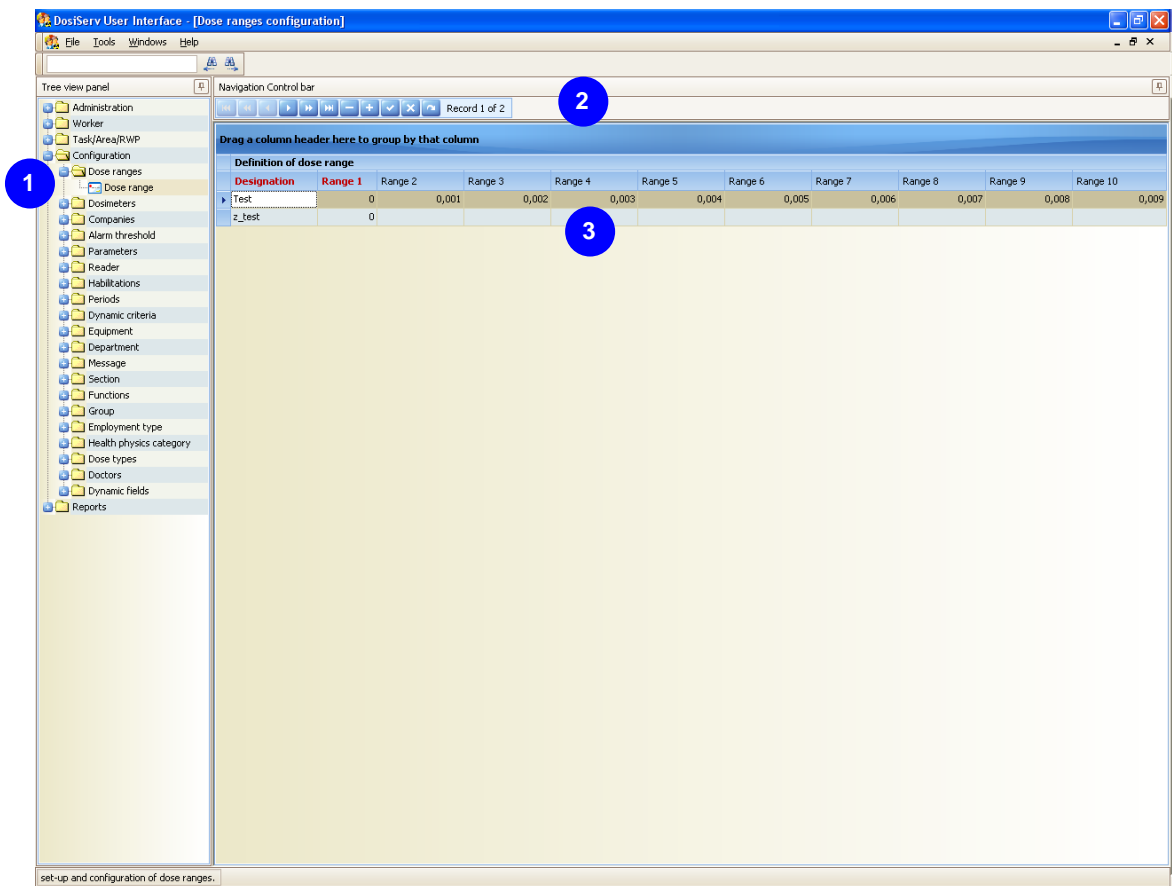 DosiServ User Interface - [Dose ranges configuration]
File Tools Windows Help
Tree view panel
Navigation Control bar
Record 1 of 2
2
Administration
Worker
Task/Area/RWP
Configuration
Dose ranges
1
Dose range
Dosimeters
Companies
Alarm threshold
Parameters
Reader
Habilitations
Periods
Dynamic criteria
Equipment
Department
Message
Section
Functions
Group
Employment type
Health physics category
Dose types
Doctors
Dynamic fields
Reports
Drag a column header here to group by that column
Definition of dose range
Designation Range 1 Range 2 Range 3 Range 4 Range 5 Range 6 Range 7 Range 8 Range 9 Range 10
Test 0 0,001 0,002 0,003 0,004 0,005 0,006 0,007 0,008 0,009
z_test 0
3
set-up and configuration of dose ranges.